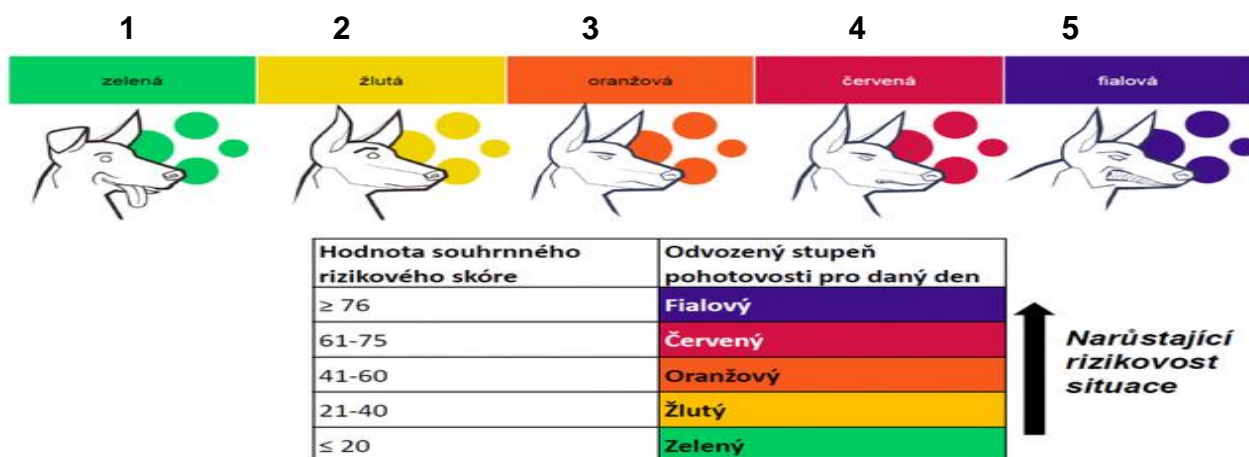 1 2 3 4 5
zelená žlutá oranžová červená fialová
Hodnota souhrnného rizikového skóre
Odvozený stupeň pohotovosti pro daný den
≥ 76 Fialový
61-75 Červený
41-60 Oranžový
21-40 Žlutý
≤ 20 Zelený
Narůstající
rizikovost
situace